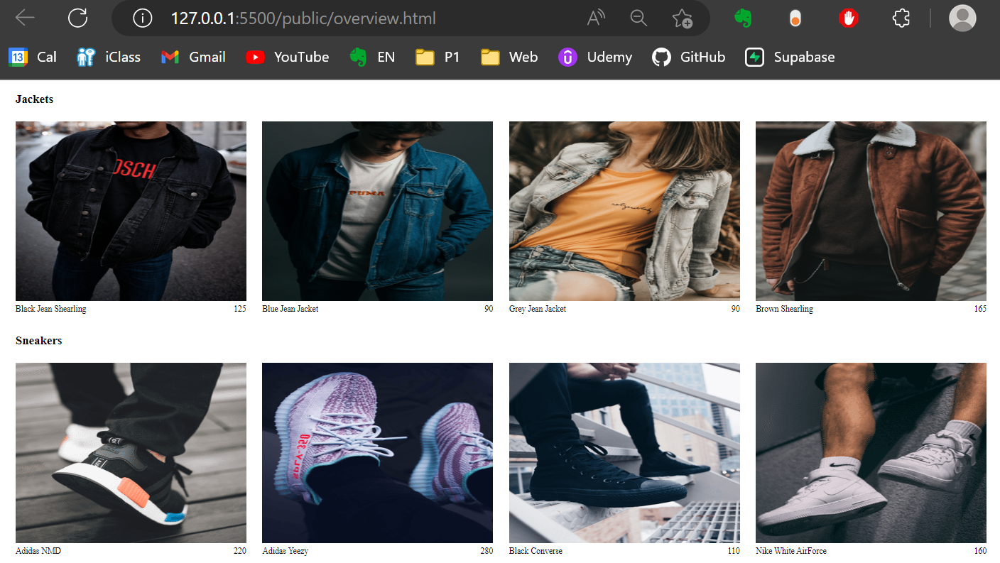 127.0.0.1:5500/public/overview.html
13 Cal iClass Gmail YouTube EN P1 Web Udemy GitHub Supabase
Jackets
OSCH
PUMA
Black Jean Shearling 125 Blue Jean Jacket 90 Grey Jean Jacket 90 Brown Shearling 165
Sneakers
Adidas NMD 220 Adidas Yeezy 280 Black Converse 110 Nike White AirForce 160